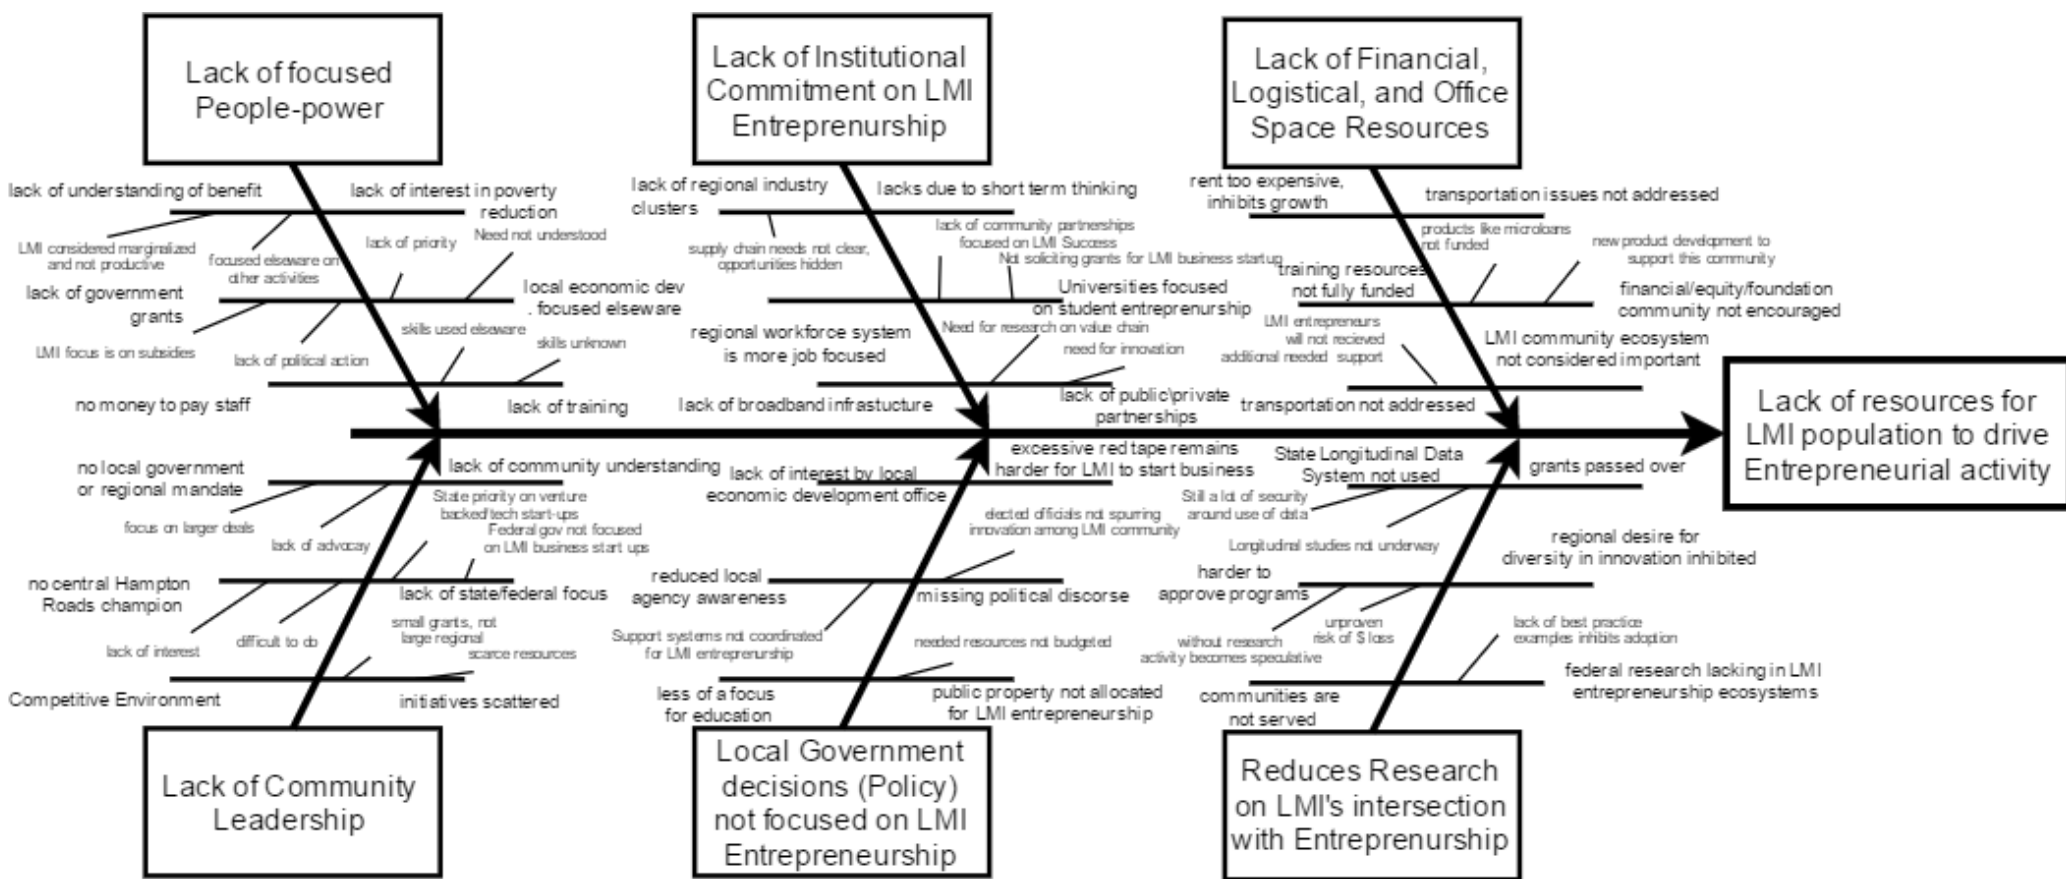 Lack of focused
People-power
Lack of Institutional
Commitment on LMI
Entreprenurship
Lack of Financial,
Logistical, and Office
Space Resources
lack of understanding of benefit
lack of interest in poverty
reduction
LMI considered marginalized
and not productive
focused elseware on
other activities
lack of priority
Need not understood
lack of government
grants
local economic dev
. focused elseware
LMI focus is on subsidies
lack of political action
skills used elseware
skills unknown
no money to pay staff
lack of training
lack of regional industry
clusters
lacks due to short term thinking
supply chain needs not clear,
opportunities hidden
lack of community partnerships
focused on LMI Success
Not soliciting grants for LMI business startup
Universities focused
on student entreprenurship
regional workforce system
is more job focused
Need for research on value chain
need for innovation
lack of broadband infrastucture
lack of public\private
partnerships
rent too expensive,
inhibits growth
transportation issues not addressed
products like microloans
not funded
new product development to
support this community
training resources
not fully funded
financial/equity/foundation
community not encouraged
LMI entrepreneurs
will not recieved
additional needed support
LMI community ecosystem
not considered important
transportation not addressed
Lack of resources for
LMI population to drive
Entrepreneurial activity
no local government
or regional mandate
lack of community understanding
focus on larger deals
lack of advocay
State priority on venture
backed/tech start-ups
Federal gov not focused
on LMI business start ups
no central Hampton
Roads champion
lack of state/federal focus
lack of interest
difficult to do
small grants, not
large regional
scarce resources
Competitive Environment
initiatives scattered
lack of interest by local
economic development office
excessive red tape remains
harder for LMI to start business
elected officials not spurring
innovation among LMI community
reduced local
agency awareness
missing political discorse
Support systems not coordinated
for LMI entreprenurship
needed resources not budgeted
less of a focus
for education
public property not allocated
for LMI entrepreneurship
State Longitudinal Data
System not used
grants passed over
Still a lot of security
around use of data
Longitudinal studies not underway
regional desire for
diversity in innovation inhibited
harder to
approve programs
without research
activity becomes speculative
unproven
risk of $ loss
lack of best practice
examples inhibits adoption
communities are
not served
federal research lacking in LMI
entrepreneurship ecosystems
Lack of Community
Leadership
Local Government
decisions (Policy)
not focused on LMI
Entrepreneurship
Reduces Research
on LMI's intersection
with Entreprenurship